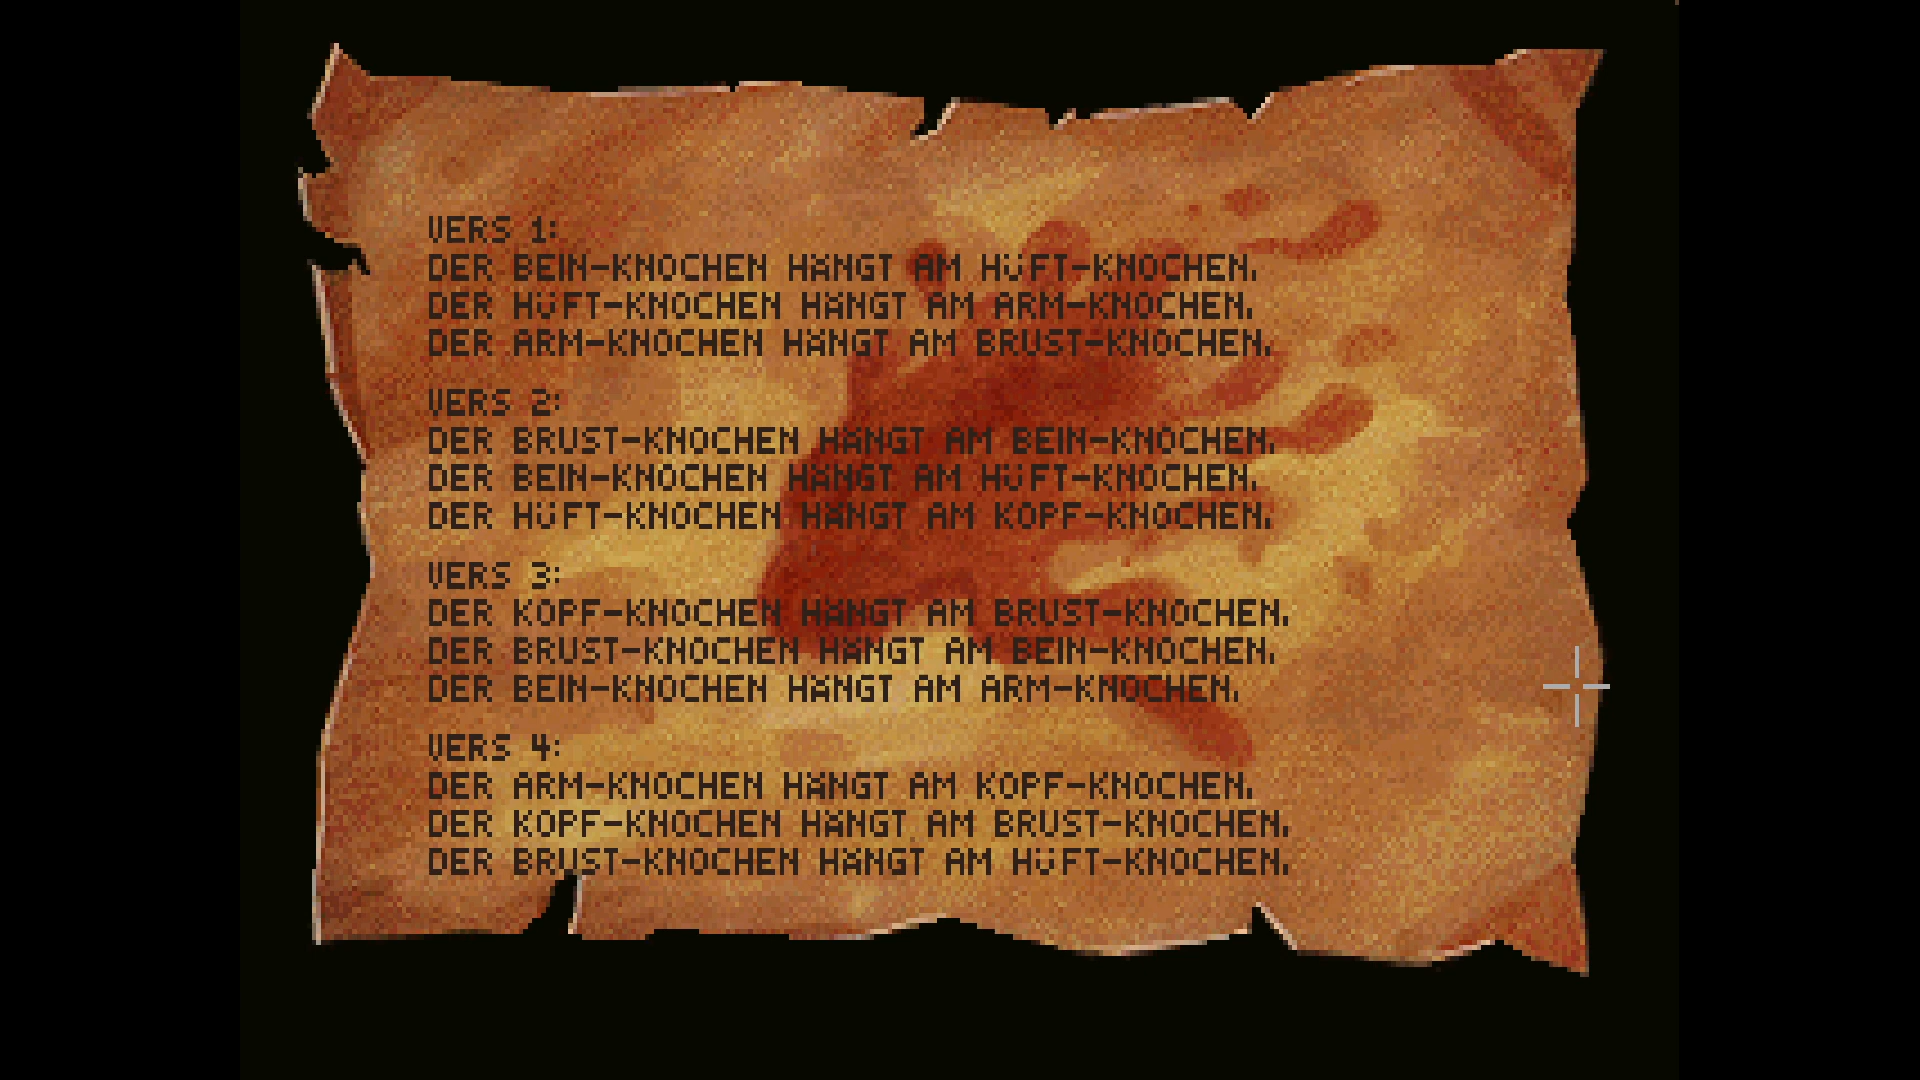 VERS 1:
DER BEIN-KNOCHEN HÄNGT AM HÜFT-KNOCHEN.
DER HÜFT-KNOCHEN HÄNGT AM ARM-KNOCHEN.
DER ARM-KNOCHEN HÄNGT AM BRUST-KNOCHEN.
VERS 2:
DER BRUST-KNOCHEN HÄNGT AM BEIN-KNOCHEN.
DER BEIN-KNOCHEN HÄNGT AM HÜFT-KNOCHEN.
DER HÜFT-KNOCHEN HÄNGT AM KOPF-KNOCHEN.
VERS 3:
DER KOPF-KNOCHEN HÄNGT AM BRUST-KNOCHEN.
DER BRUST-KNOCHEN HÄNGT AM BEIN-KNOCHEN.
DER BEIN-KNOCHEN HÄNGT AM ARM-KNOCHEN.
VERS 4:
DER ARM-KNOCHEN HÄNGT AM KOPF-KNOCHEN.
DER KOPF-KNOCHEN HÄNGT AM BRUST-KNOCHEN.
DER BRUST-KNOCHEN HÄNGT AM HÜFT-KNOCHEN.